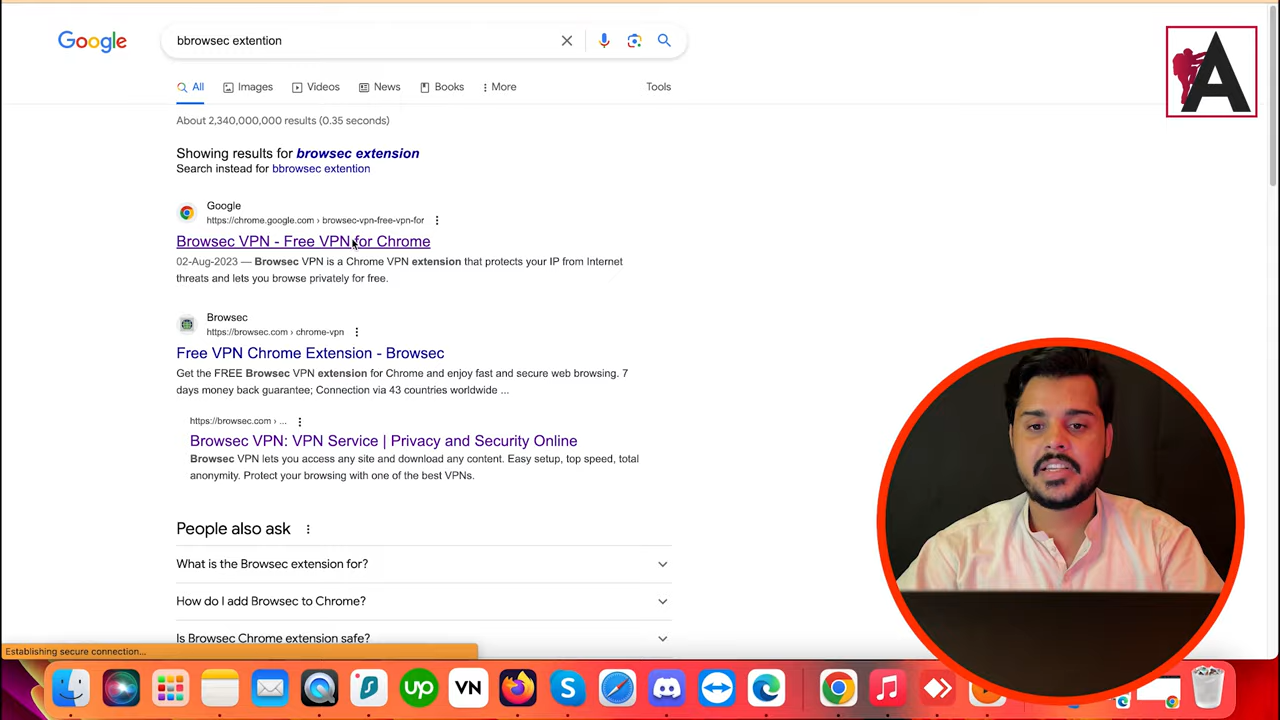 Google
bbrowsec extention
All
Images
Videos
News
Books
More
Tools
About 2,340,000,000 results (0.35 seconds)
Showing results for browsec extension
Search instead for bbrowsec extention
Google
https://chrome.google.com › browsec-vpn-free-vpn-for
Browsec VPN - Free VPN for Chrome
02-Aug-2023 — Browsec VPN is a Chrome VPN extension that protects your IP from Internet
threats and lets you browse privately for free.
Browsec
https://browsec.com › chrome-vpn
Free VPN Chrome Extension - Browsec
Get the FREE Browsec VPN extension for Chrome and enjoy fast and secure web browsing. 7
days money back guarantee; Connection via 43 countries worldwide ...
https://browsec.com › ...
Browsec VPN: VPN Service | Privacy and Security Online
Browsec VPN lets you access any site and download any content. Easy setup, top speed, total
anonymity. Protect your browsing with one of the best VPNs.
People also ask
What is the Browsec extension for?
How do I add Browsec to Chrome?
Is Browsec Chrome extension safe?
Establishing secure connection...
A
up
VN
S